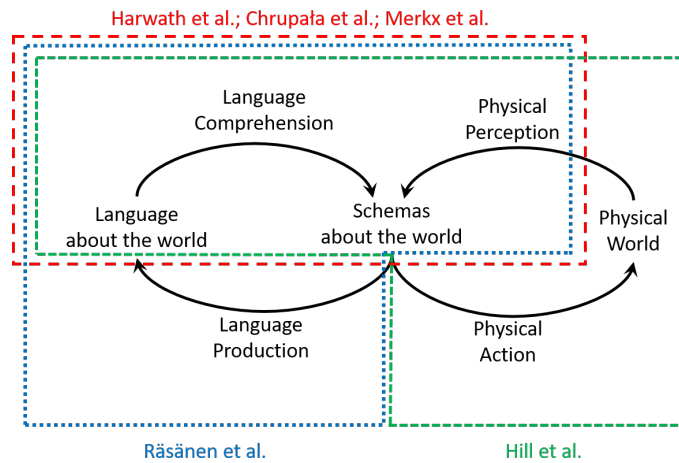 Harwath et al.; Chrupała et al.; Merkx et al.
Language
Comprehension
Physical
Perception
Language
about the world
Schemas
about the world
Physical
World
Language
Production
Physical
Action
Räsänen et al.
Hill et al.